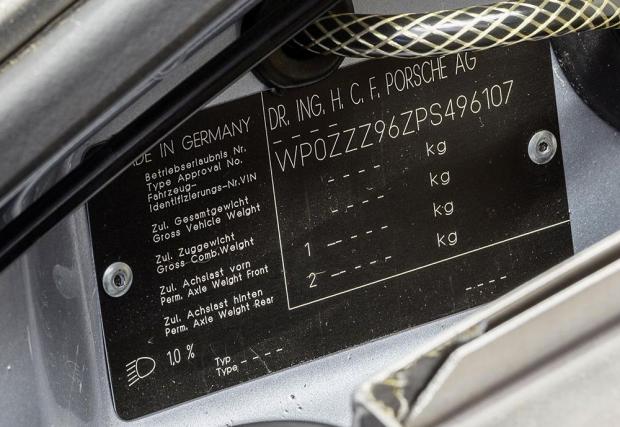 DR. ING. H. C. F. PORSCHE AG
DE IN GERMANY
- - - -
Betriebserlaubnis Nr.
Type Approval No.
WP0ZZZ96ZPS496107
Fahrzeug-
Identifizierungs-Nr.VIN
- - - - kg
Zul. Gesamtgewicht
Gross Vehicle Weight
- - - - kg
Zul. Zuggewicht
Gross Comb.Weight
1 - - - - - kg
Zul. Achslast vorn
Perm. Axle Weight Front
2 - - - - - kg
Zul. Achslast hinten
Perm. Axle Weight Rear
1.0 %
Typ
Type - - - -
- - - -